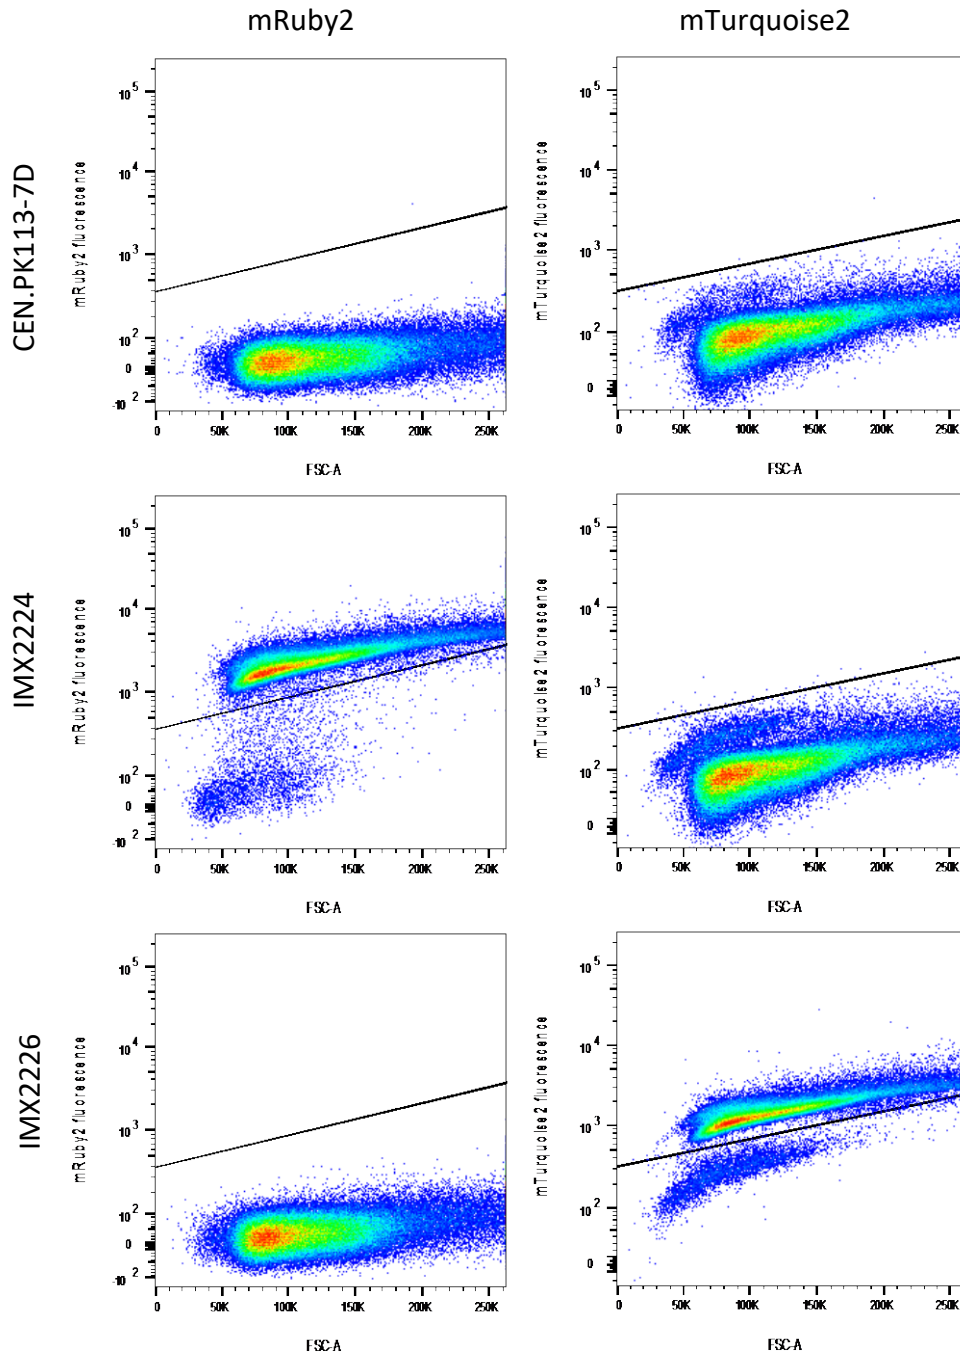 mRuby2 mTurquoise2
CEN.PK113-7D
mRuby2 fluorescence
10 5
10 4
10 3
10 2
0
-10 2
0 50K 100K 150K 200K 250K
FSC-A
mTurquoise2 fluorescence
10 5
10 4
10 3
10 2
0
0 50K 100K 150K 200K 250K
FSC-A
IMX2224
mRuby2 fluorescence
10 5
10 4
10 3
10 2
0
-10 2
0 50K 100K 150K 200K 250K
FSC-A
mTurquoise2 fluorescence
10 5
10 4
10 3
10 2
0
0 50K 100K 150K 200K 250K
FSC-A
IMX2226
mRuby2 fluorescence
10 5
10 4
10 3
10 2
0
-10 2
0 50K 100K 150K 200K 250K
FSC-A
mTurquoise2 fluorescence
10 5
10 4
10 3
10 2
0
0 50K 100K 150K 200K 250K
FSC-A